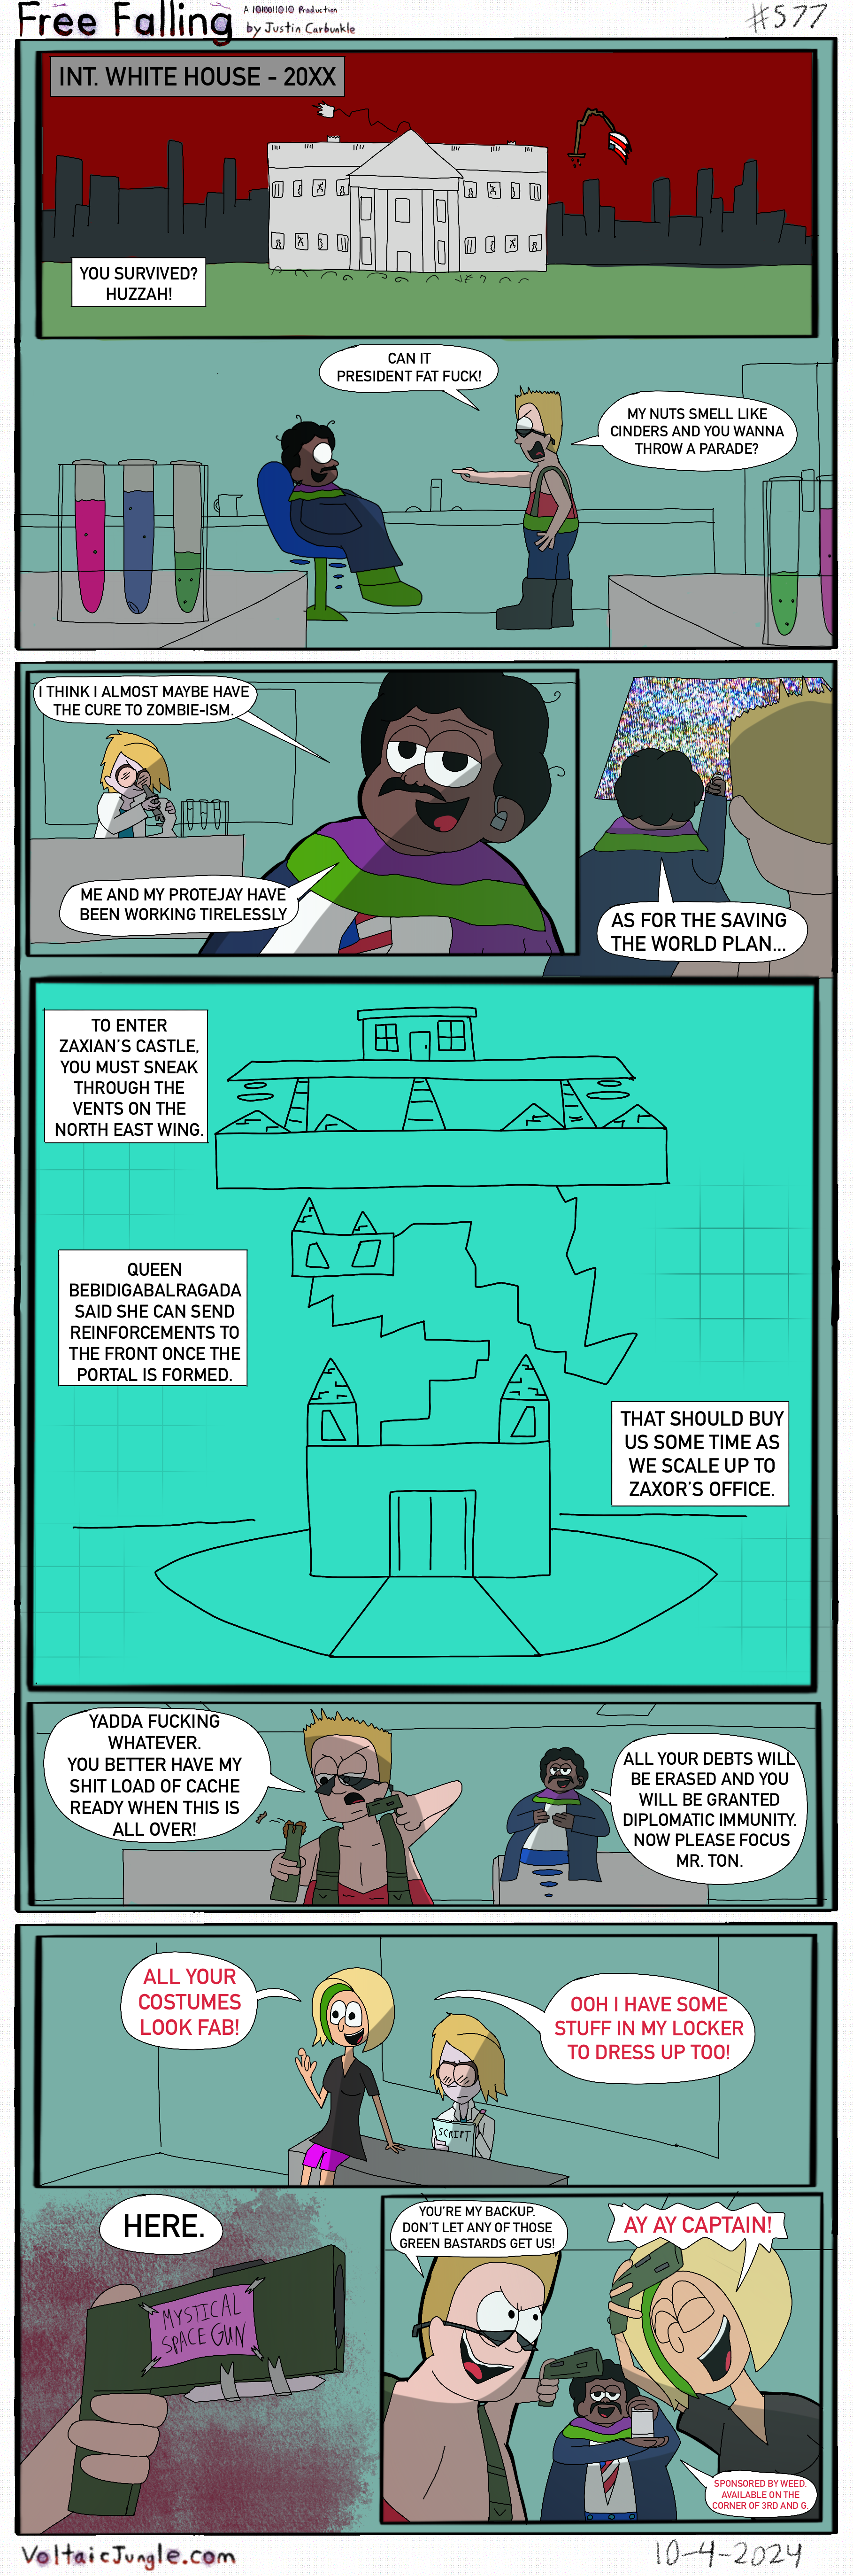 Free Falling
A 1010011010 Production
by Justin Carbunkle
#577
INT. WHITE HOUSE - 20XX
YOU SURVIVED?
HUZZAH!
CAN IT
PRESIDENT FAT FUCK!
MY NUTS SMELL LIKE
CINDERS AND YOU WANNA
THROW A PARADE?
I THINK I ALMOST MAYBE HAVE
THE CURE TO ZOMBIE-ISM.
ME AND MY PROTEJAY HAVE
BEEN WORKING TIRELESSLY
AS FOR THE SAVING
THE WORLD PLAN...
TO ENTER
ZAXIAN'S CASTLE,
YOU MUST SNEAK
THROUGH THE
VENTS ON THE
NORTH EAST WING.
QUEEN
BEBIDIGABALRAGADA
SAID SHE CAN SEND
REINFORCEMENTS TO
THE FRONT ONCE THE
PORTAL IS FORMED.
THAT SHOULD BUY
US SOME TIME AS
WE SCALE UP TO
ZAXOR'S OFFICE.
YADDA FUCKING
WHATEVER.
YOU BETTER HAVE MY
SHIT LOAD OF CACHE
READY WHEN THIS IS
ALL OVER!
ALL YOUR DEBTS WILL
BE ERASED AND YOU
WILL BE GRANTED
DIPLOMATIC IMMUNITY.
NOW PLEASE FOCUS
MR. TON.
ALL YOUR
COSTUMES
LOOK FAB!
OOH I HAVE SOME
STUFF IN MY LOCKER
TO DRESS UP TOO!
SCRIPT
HERE.
MYSTICAL
SPACE GUN
YOU'RE MY BACKUP.
DON'T LET ANY OF THOSE
GREEN BASTARDS GET US!
AY AY CAPTAIN!
SPONSORED BY WEED.
AVAILABLE ON THE
CORNER OF 3RD AND G.
VoltaicJungle.com
10-4-2024